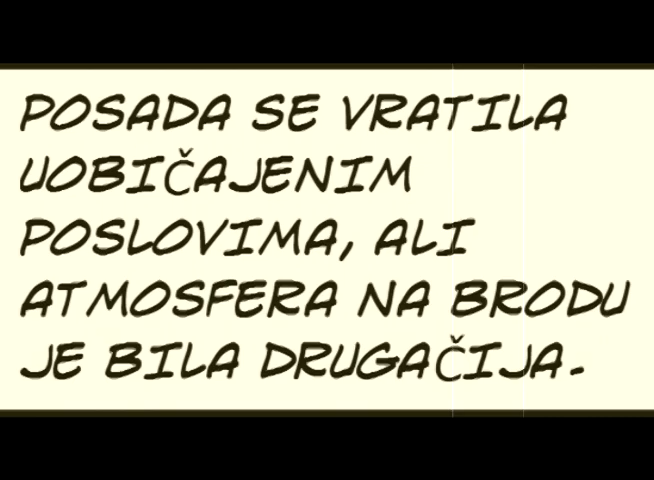 POSADA SE VRATILA
UOBIČAJENIM
POSLOVIMA, ALI
ATMOSFERA NA BRODU
JE BILA DRUGAČIJA.